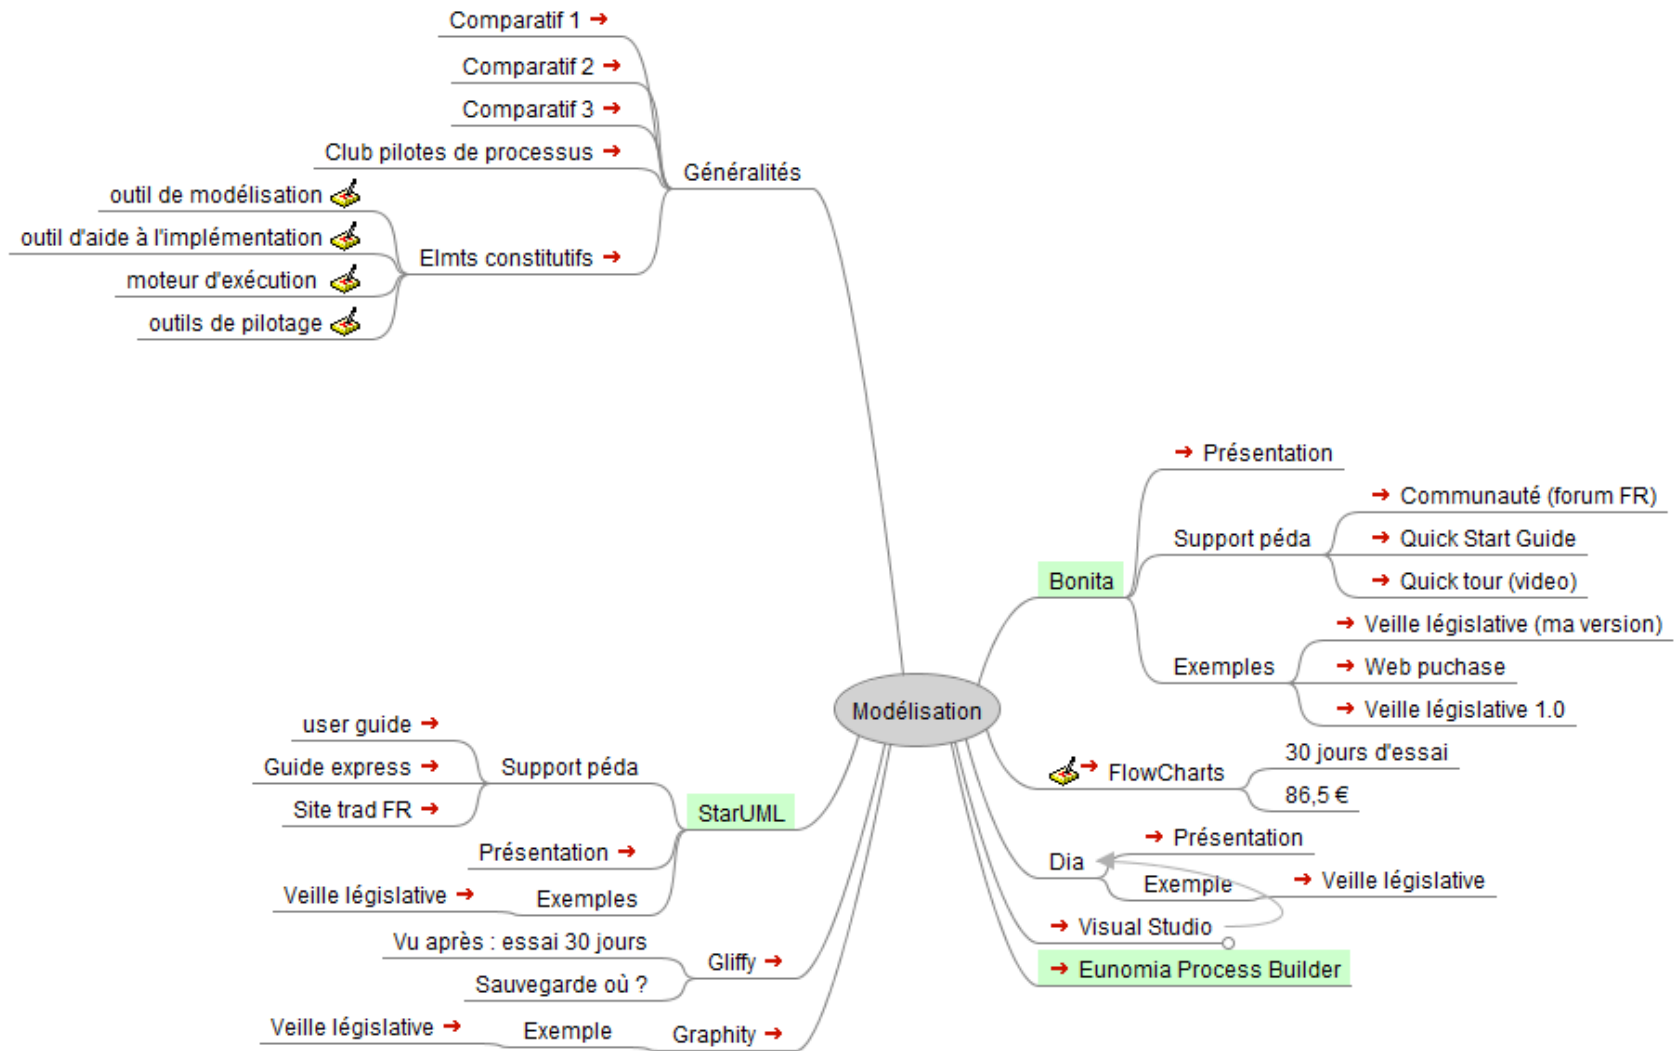 Comparatif 1
Comparatif 2
Comparatif 3
Club pilotes de processus
Généralités
outil de modélisation
outil d'aide à l'implémentation
Elmts constitutifs
moteur d'exécution
outils de pilotage
Modélisation
Présentation
Communauté (forum FR)
Support péda
Quick Start Guide
Quick tour (video)
Bonita
Veille législative (ma version)
Exemples
Web puchase
Veille législative 1.0
FlowCharts
30 jours d'essai
86,5 €
Présentation
Dia
Exemple
Veille législative
Visual Studio
Eunomia Process Builder
user guide
Guide express
Support péda
Site trad FR
StarUML
Présentation
Veille législative
Exemples
Vu après : essai 30 jours
Gliffy
Sauvegarde où ?
Veille législative
Exemple
Graphity